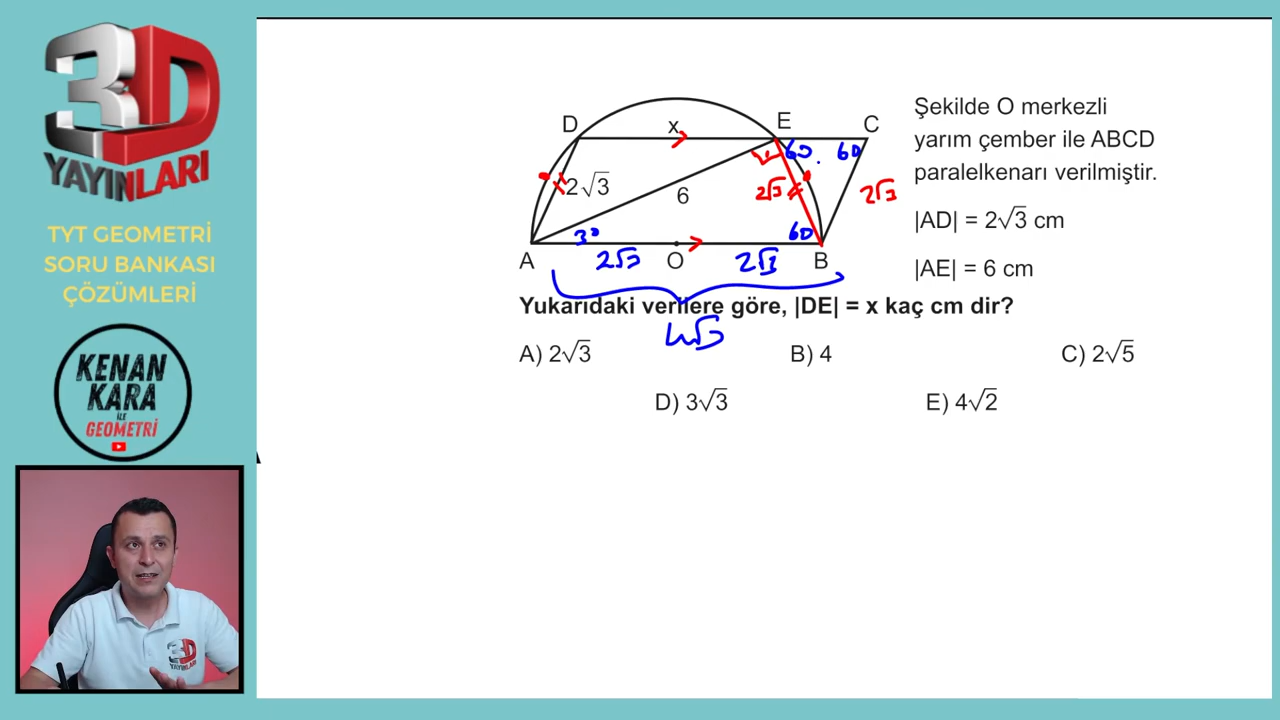 3D
YAYINLARI
TYT GEOMETRİ
SORU BANKASI
ÇÖZÜMLERİ
KENAN
KARA
İLE
GEOMETRİ
3D
YAYINLARI
D x E C
60 60
2√3 6 2√3 2√3
30 60
A 2√3 O 2√3 B
4√3
Şekilde O merkezli
yarım çember ile ABCD
paralelkenarı verilmiştir.
|AD| = 2√3 cm
|AE| = 6 cm
Yukarıdaki verilere göre, |DE| = x kaç cm dir?
A) 2√3 B) 4 C) 2√5
D) 3√3 E) 4√2